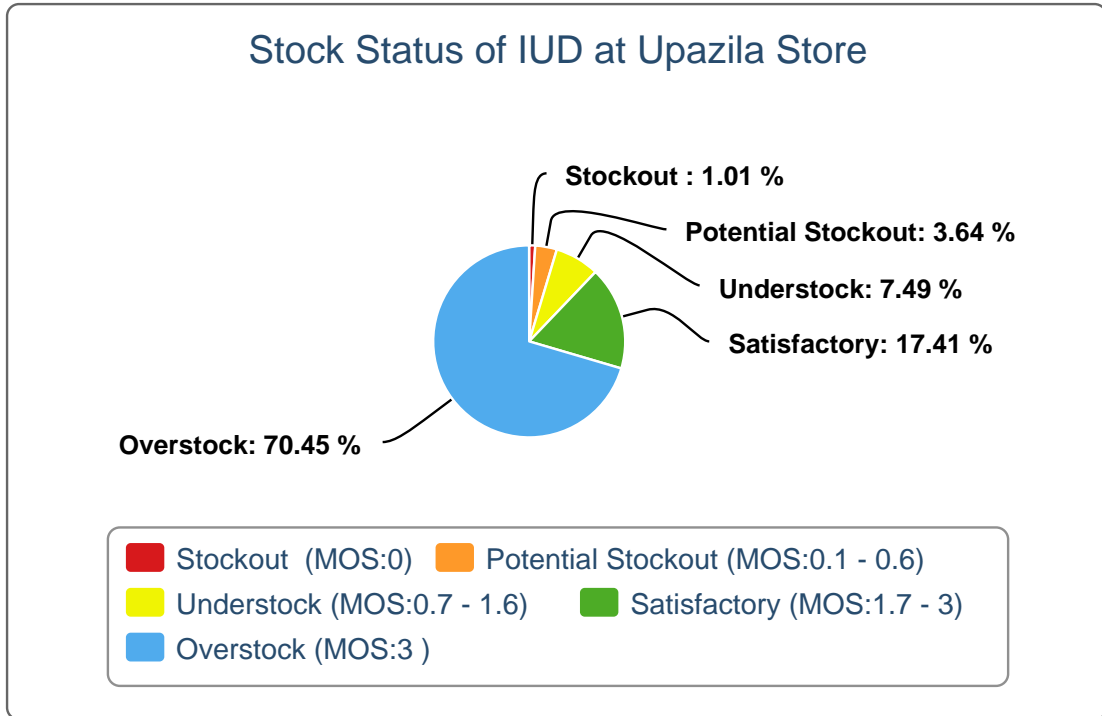 Stock Status of IUD at Upazila Store
Stockout : 1.01 %
Potential Stockout: 3.64 %
Understock: 7.49 %
Satisfactory: 17.41 %
Overstock: 70.45 %
Stockout (MOS:0) Potential Stockout (MOS:0.1 - 0.6)
Understock (MOS:0.7 - 1.6) Satisfactory (MOS:1.7 - 3)
Overstock (MOS:3 )